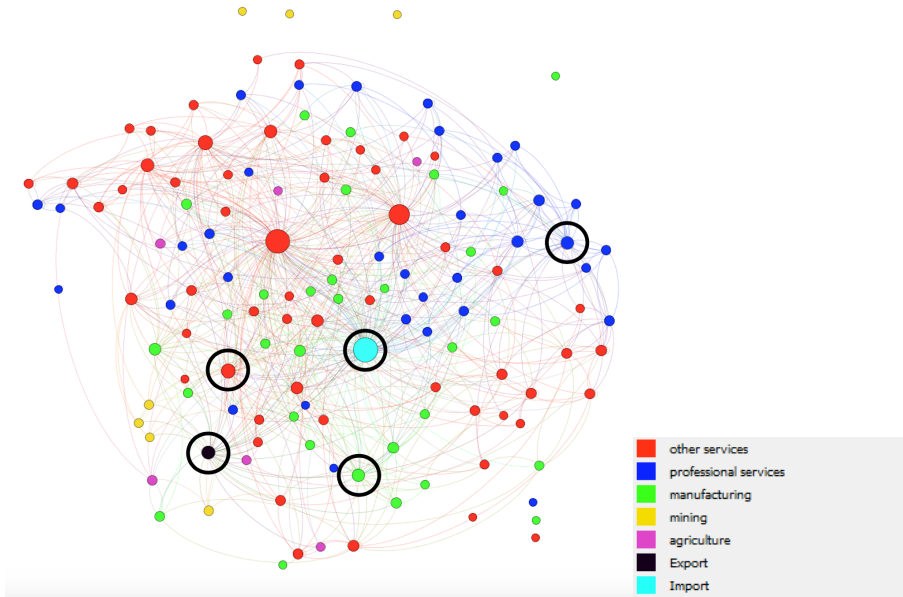 other services
professional services
manufacturing
mining
agriculture
Export
Import